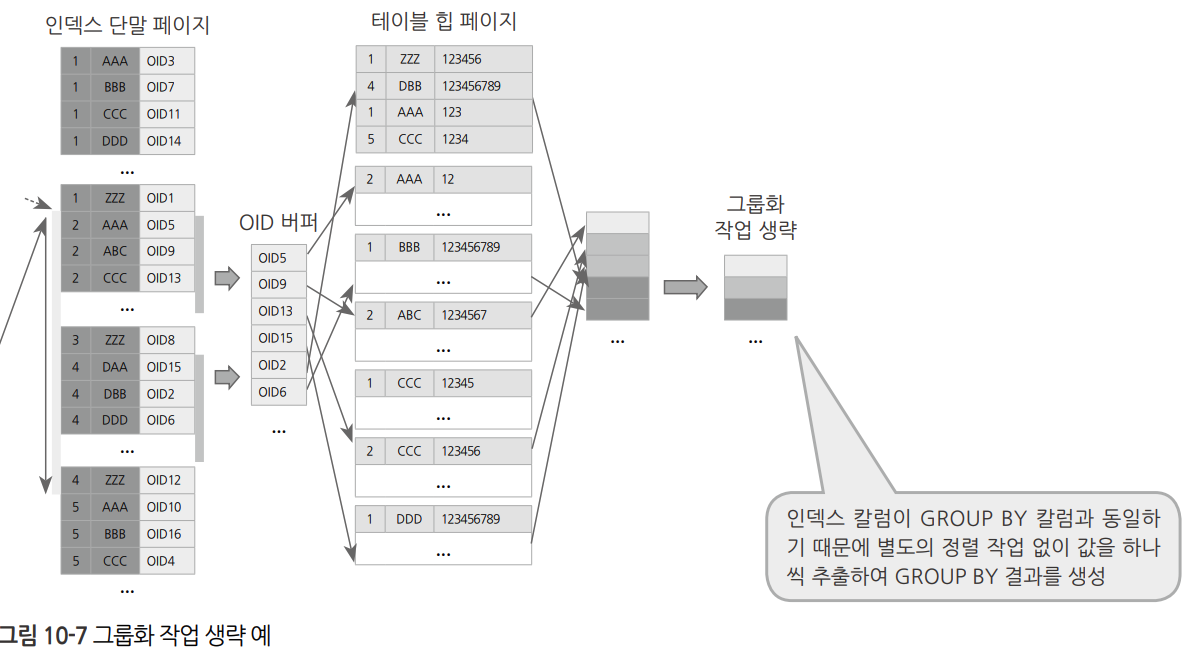 인덱스 단말 페이지
1 AAA OID3
1 BBB OID7
1 CCC OID11
1 DDD OID14
...
1 ZZZ OID1
2 AAA OID5
2 ABC OID9
2 CCC OID13
...
3 ZZZ OID8
4 DAA OID15
4 DBB OID2
4 DDD OID6
...
4 ZZZ OID12
5 AAA OID10
5 BBB OID16
5 CCC OID4
...
OID 버퍼
OID5
OID9
OID13
OID15
OID2
OID6
...
테이블 힙 페이지
1 ZZZ 123456
4 DBB 123456789
1 AAA 123
5 CCC 1234
2 AAA 12
...
1 BBB 123456789
...
2 ABC 1234567
...
1 CCC 12345
...
2 CCC 123456
...
1 DDD 123456789
...
...
그룹화
작업 생략
...
인덱스 칼럼이 GROUP BY 칼럼과 동일하
기 때문에 별도의 정렬 작업 없이 값을 하나
씩 추출하여 GROUP BY 결과를 생성
그림 10-7 그룹화 작업 생략 예